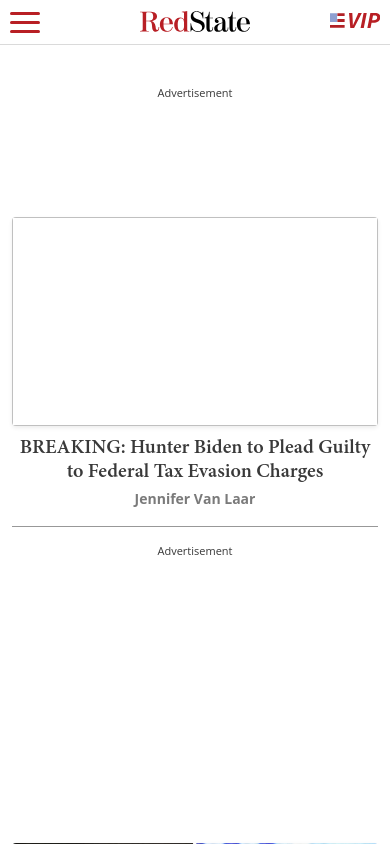 RedState
VIP
Advertisement
BREAKING: Hunter Biden to Plead Guilty
to Federal Tax Evasion Charges
Jennifer Van Laar
Advertisement